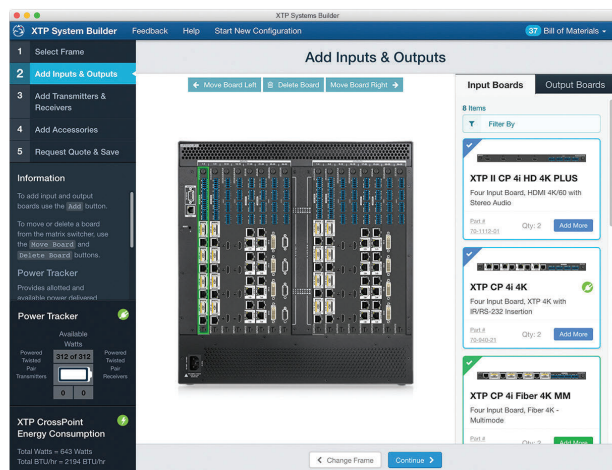 XTP Systems Builder
XTP System Builder Feedback Help Start New Configuration 37 Bill of Materials
1 Select Frame
2 Add Inputs & Outputs
3 Add Transmitters &
Receivers
4 Add Accessories
5 Request Quote & Save
Information
To add input and output
boards use the Add button.
To move or delete a board
from the matrix switcher, use
the Move Board and
Delete Board buttons.
Power Tracker
Provides allotted and
available power delivered
Power Tracker
Available
Watts
Powered
Twisted
Pair
Transmitters
312 of 312
0 0
Powered
Twisted
Pair
Receivers
XTP CrossPoint
Energy Consumption
Total Watts = 643 Watts
Total BTU/hr = 2194 BTU/hr
Add Inputs & Outputs
Move Board Left Delete Board Move Board Right
Change Frame Continue
Input Boards Output Boards
8 Items
Filter By
XTP II CP 4i HD 4K PLUS
Four Input Board, HDMI 4K/60 with
Stereo Audio
Part #
70-1112-01
Qty: 2 Add More
XTP CP 4i 4K
Four Input Board, XTP 4K with
IR/RS-232 Insertion
Part #
70-940-21
Qty: 2 Add More
XTP CP 4i Fiber 4K MM
Four Input Board, Fiber 4K -
Multimode
Part #
Qty: 3 Add More